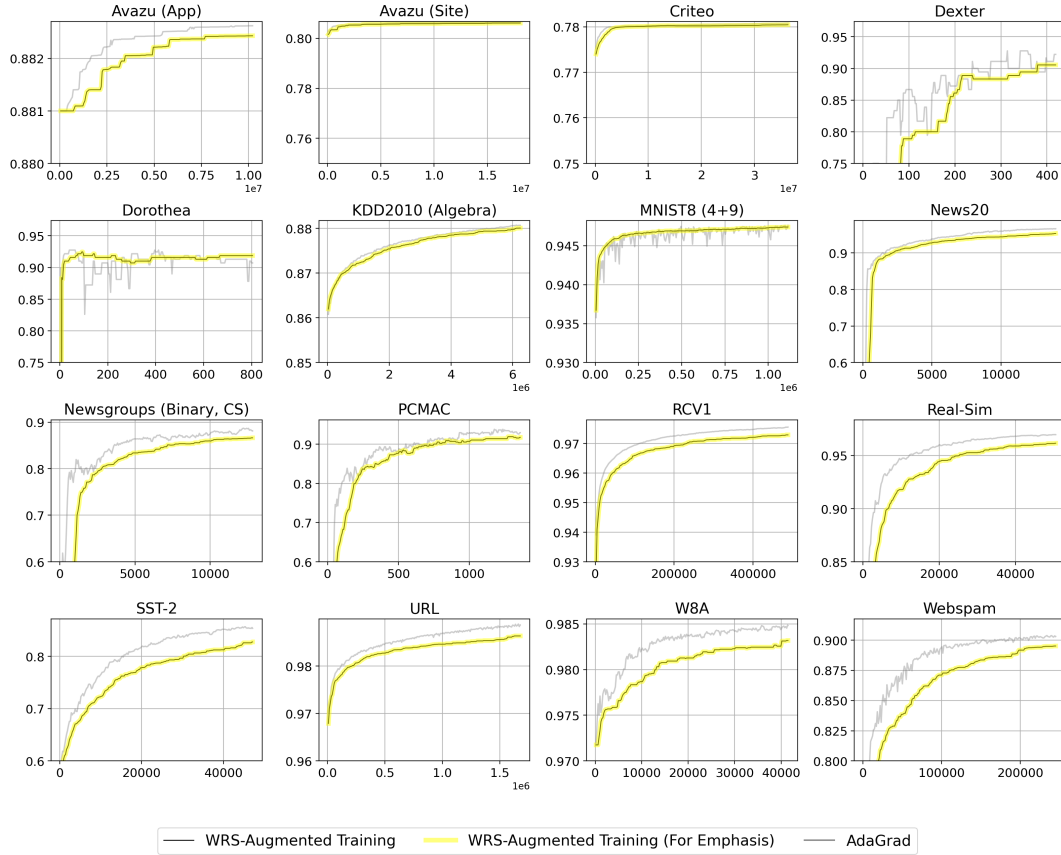 Avazu (App) Avazu (Site) Criteo Dexter
0.882 0.881 0.880
0.80 0.78 0.76
0.78 0.77 0.76 0.75
0.95 0.90 0.85 0.80 0.75
0.00 0.25 0.50 0.75 1.00 1e7
0.0 0.5 1.0 1.5 1e7
0 1 2 3 1e7
0 100 200 300 400
Dorothea KDD2010 (Algebra) MNIST8 (4+9) News20
0.95 0.90 0.85 0.80 0.75
0.88 0.87 0.86 0.85
0.945 0.940 0.935 0.930
0.9 0.8 0.7 0.6
0 200 400 600 800
0 2 4 6 1e6
0.00 0.25 0.50 0.75 1.00 1e6
0 5000 10000
Newsgroups (Binary, CS) PCMAC RCV1 Real-Sim
0.9 0.8 0.7 0.6
0.9 0.8 0.7 0.6
0.97 0.96 0.95 0.94 0.93
0.95 0.90 0.85
0 5000 10000
0 500 1000
0 200000 400000
0 20000 40000
SST-2 URL W8A Webspam
0.8 0.7 0.6
0.98 0.97 0.96
0.985 0.980 0.975 0.970
0.900 0.875 0.850 0.825 0.800
0 20000 40000
0.0 0.5 1.0 1.5 1e6
0 10000 20000 30000 40000
0 100000 200000
WRS-Augmented Training WRS-Augmented Training (For Emphasis) AdaGrad